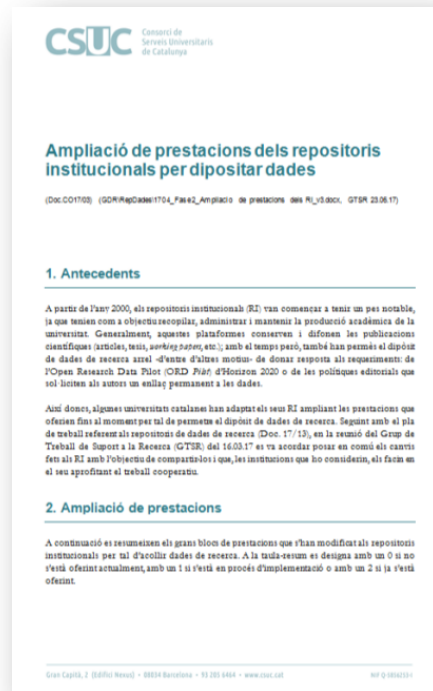 CSUC Consorci de
Serveis Universitaris
de Catalunya
Ampliació de prestacions dels repositoris
institucionals per dipositar dades
(Doc.CO17/03) (GDR\RepDades\1704_Fase2_Ampliacio de prestacions dels RI_v3.docx, GTSR 23.06.17)
1. Antecedents
A partir de l'any 2000, els repositoris institucionals (RI) van començar a tenir un pes notable,
ja que tenien com a objectiu recopilar, administrar i mantenir la producció acadèmica de la
universitat. Generalment, aquestes plataformes conserven i difonen les publicacions
científiques (articles, tesis, working papers, etc.); amb el temps però, també han permès el dipòsit
de dades de recerca arrel -d'entre d'altres motius- de donar resposta als requeriments: de
l'Open Research Data Pilot (ORD Pilot) d'Horizon 2020 o de les polítiques editorials que
sol·liciten als autors un enllaç permanent a les dades.
Així doncs, algunes universitats catalanes han adaptat els seus RI ampliant les prestacions que
oferien fins al moment per tal de permetre el dipòsit de dades de recerca. Seguint amb el pla
de treball referent als repositoris de dades de recerca (Doc. 17/13), en la reunió del Grup de
Treball de Suport a la Recerca (GTSR) del 16.03.17 es va acordar posar en comú els canvis
fets als RI amb l'objectiu de compartir-los i que, les institucions que ho considerin, els facin en
el seu aprofitant el treball cooperatiu.
2. Ampliació de prestacions
A continuació es resumeixen els grans blocs de prestacions que s'han modificat als repositoris
institucionals per tal d'acollir dades de recerca. A la taula-resum es designa amb un 0 si no
s'està oferint actualment, amb un 1 si s'està en procés d'implementació o amb un 2 si ja s'està
oferint.
Gran Capità, 2 (Edifici Nexus) • 08034 Barcelona • 93 205 6464 • www.csuc.cat